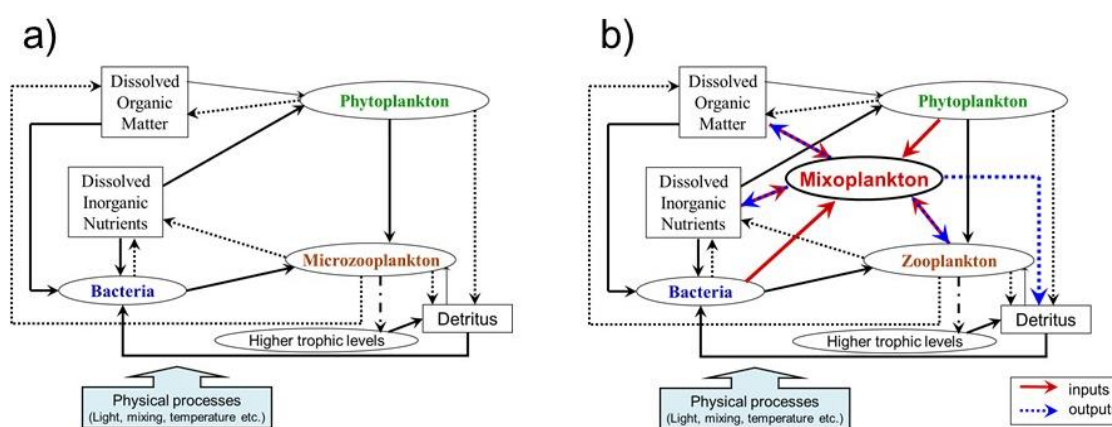 a)
Dissolved
Organic
Matter
Phytoplankton
Dissolved
Inorganic
Nutrients
Microzooplankton
Bacteria
Detritus
Higher trophic levels
Physical processes
(Light, mixing, temperature etc.)
b)
Dissolved
Organic
Matter
Phytoplankton
Mixoplankton
Dissolved
Inorganic
Nutrients
Zooplankton
Bacteria
Detritus
Higher trophic levels
Physical processes
(Light, mixing, temperature etc.)
inputs
outputs